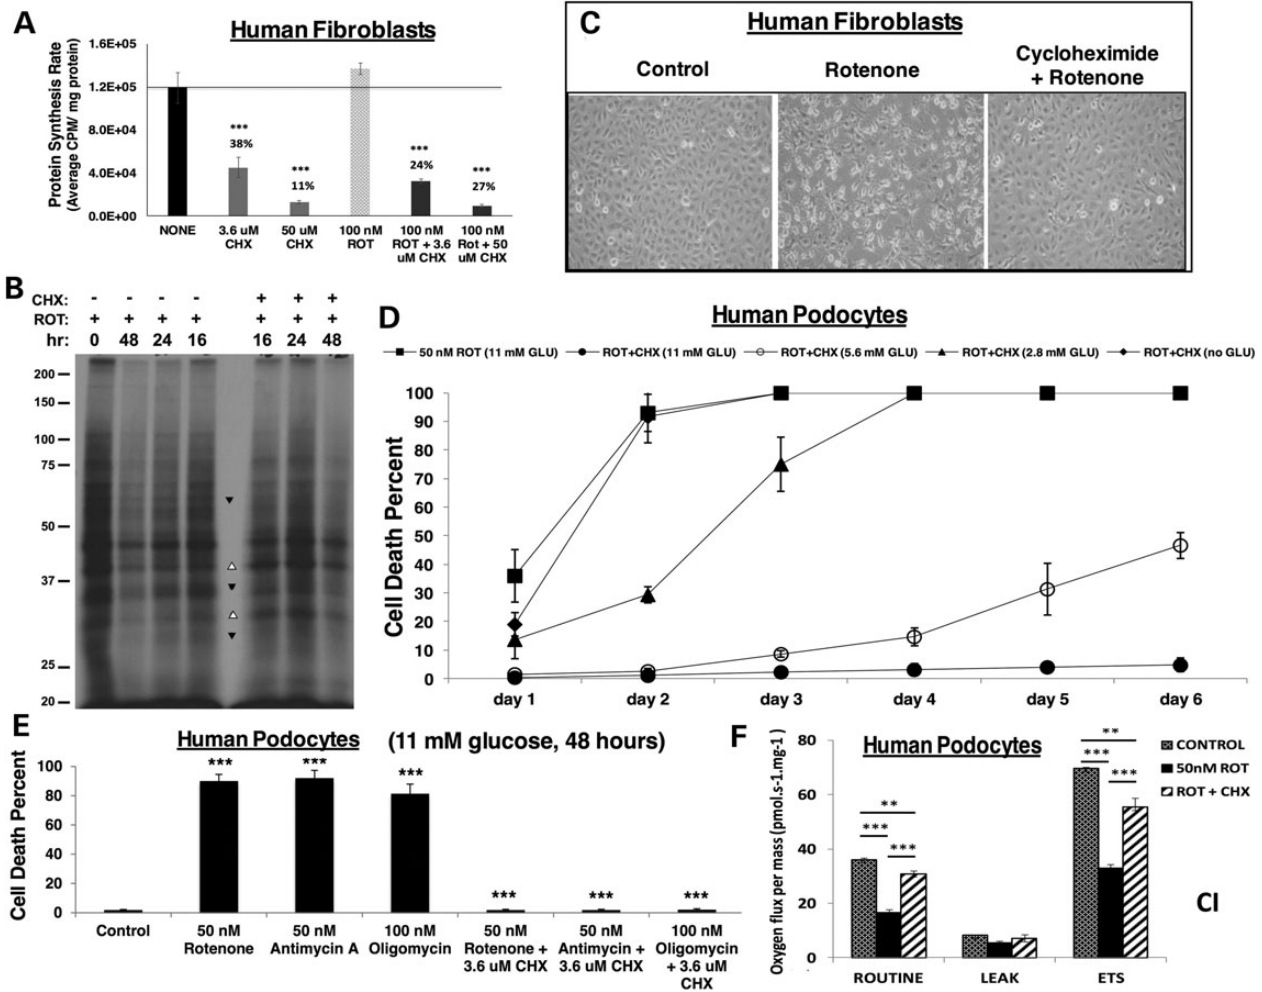 A
Human Fibroblasts
Protein Synthesis Rate
(Average CPM/ mg protein)
1.6E+05
1.2E+05
8.0E+04
4.0E+04
0.0E+00
***
38%
***
11%
***
24%
***
27%
NONE
3.6 uM
CHX
50 uM
CHX
100 nM
ROT
100 nM
ROT + 3.6
uM CHX
100 nM
Rot + 50
uM CHX
C
Human Fibroblasts
Control
Rotenone
Cycloheximide
+ Rotenone
B
CHX: - - - - + + +
ROT: + + + + + + +
hr: 0 48 24 16 16 24 48
200
150
100
75
50
37
25
20
D
Human Podocytes
50 nM ROT (11 mM GLU) ROT+CHX (11 mM GLU) ROT+CHX (5.6 mM GLU) ROT+CHX (2.8 mM GLU) ROT+CHX (no GLU)
Cell Death Percent
100
90
80
70
60
50
40
30
20
10
0
day 1 day 2 day 3 day 4 day 5 day 6
E
Human Podocytes (11 mM glucose, 48 hours)
Cell Death Percent
100
80
60
40
20
0
*** *** *** *** *** ***
Control
50 nM
Rotenone
50 nM
Antimycin A
100 nM
Oligomycin
50 nM
Rotenone +
3.6 uM CHX
50 nM
Antimycin +
3.6 uM CHX
100 nM
Oligomycin
+ 3.6 uM
CHX
F
Human Podocytes
Oxygen flux per mass (pmol.s-1.mg-1 )
80
60
40
20
0
**
***
***
**
***
***
CONTROL
50nM ROT
ROT + CHX
CI
ROUTINE LEAK ETS